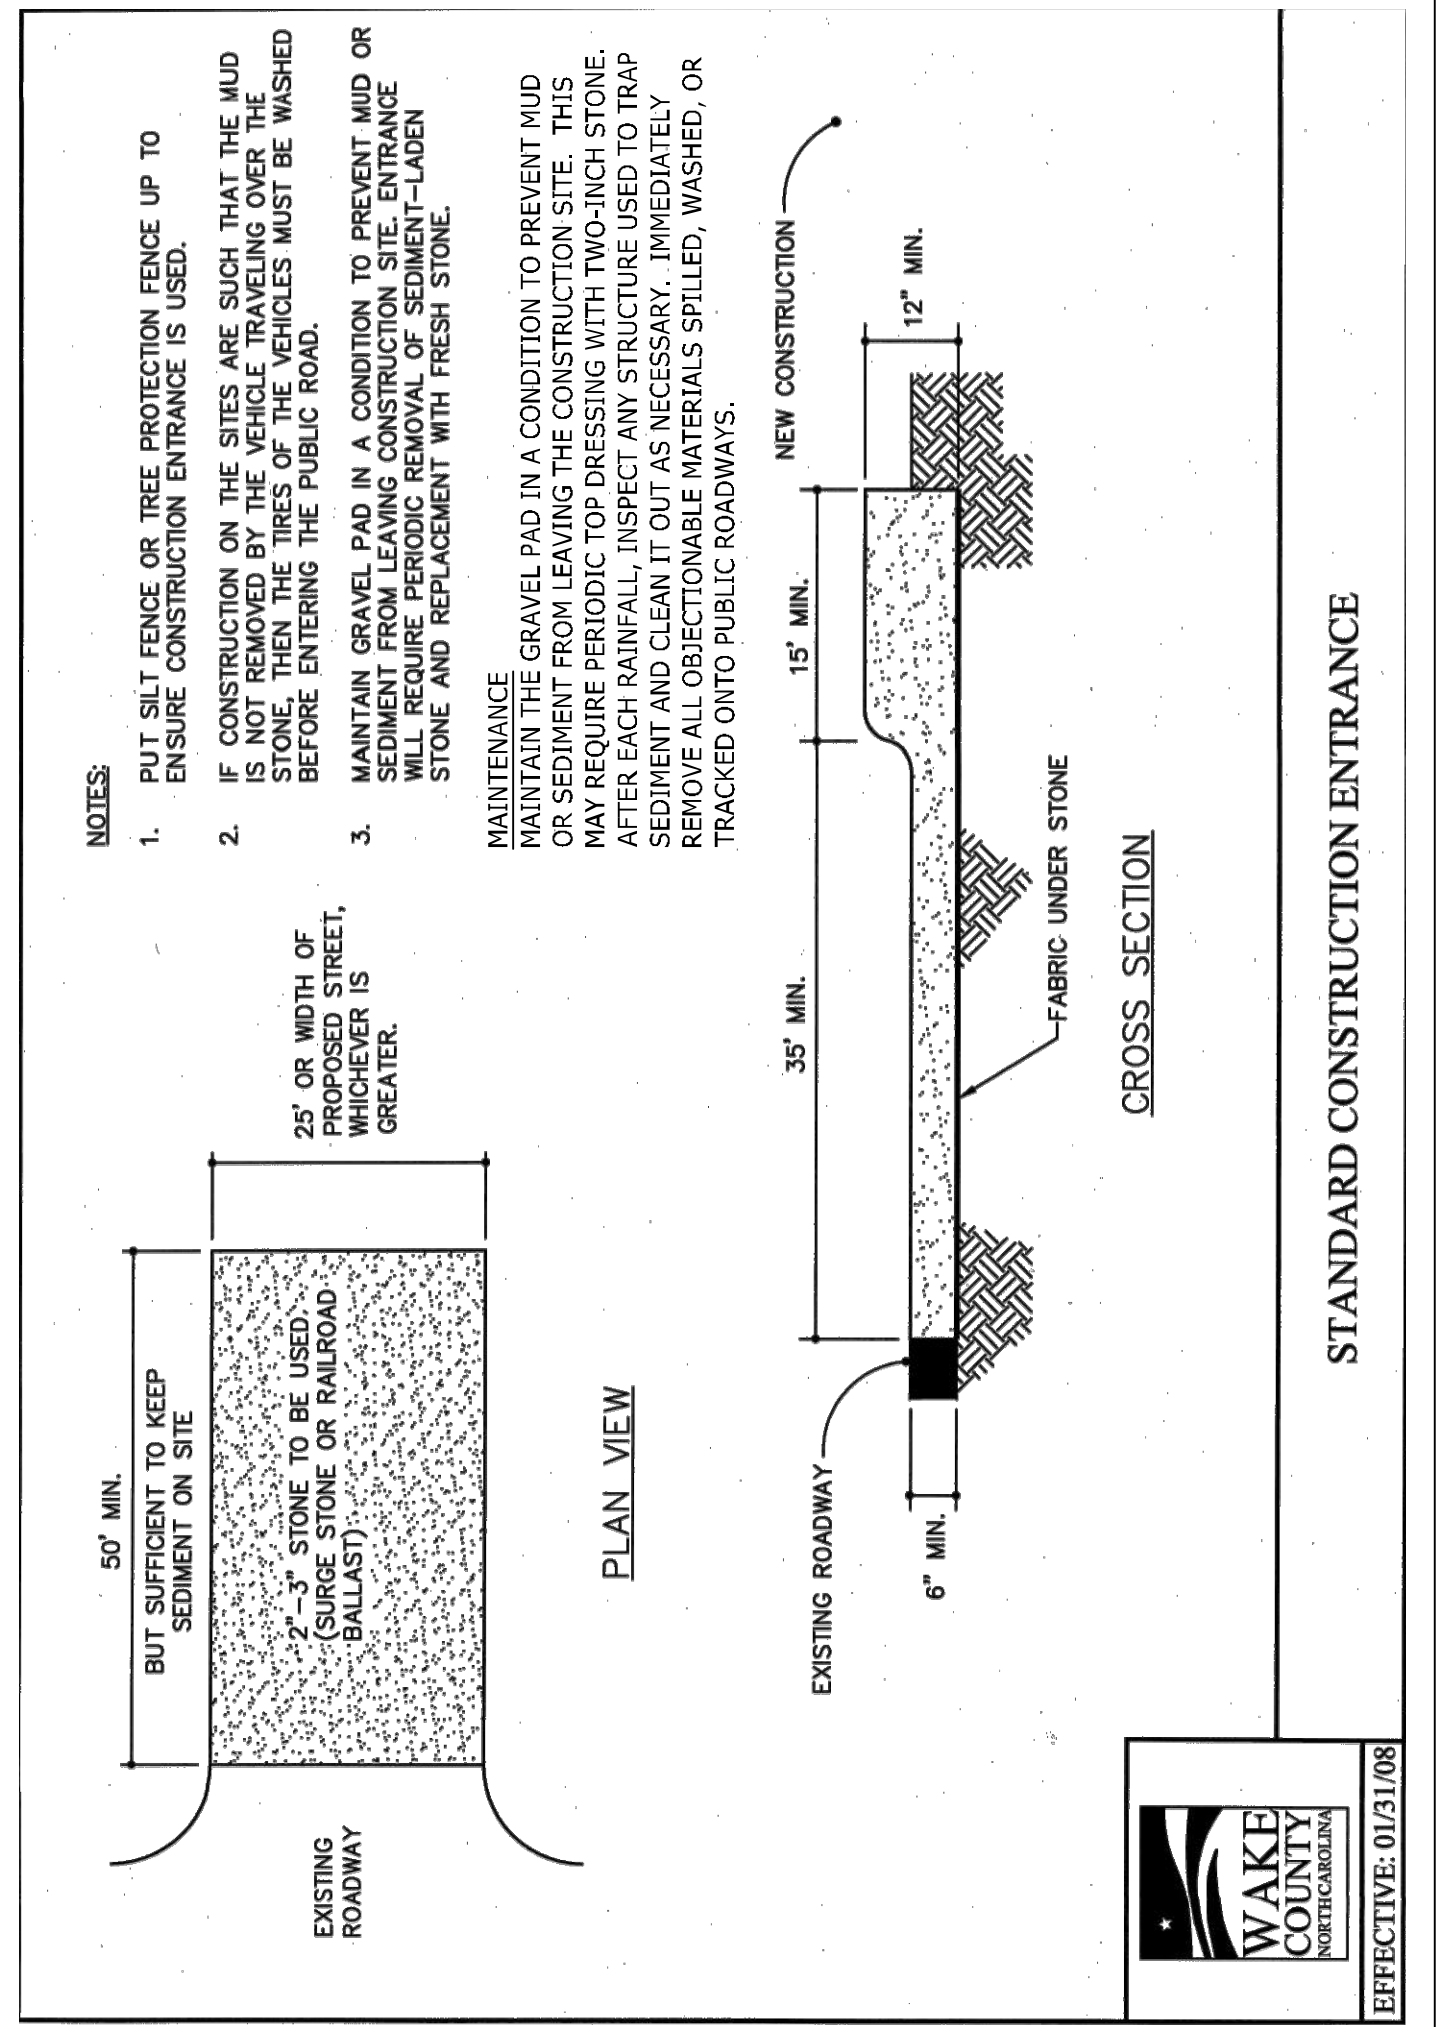 50' MIN.
BUT SUFFICIENT TO KEEP
SEDIMENT ON SITE
2"-3" STONE TO BE USED,
(SURGE STONE OR RAILROAD
BALLAST)
EXISTING
ROADWAY
25' OR WIDTH OF
PROPOSED STREET,
WHICHEVER IS
GREATER.
PLAN VIEW
NOTES:
1. PUT SILT FENCE OR TREE PROTECTION FENCE UP TO
ENSURE CONSTRUCTION ENTRANCE IS USED.
2. IF CONSTRUCTION ON THE SITES ARE SUCH THAT THE MUD
IS NOT REMOVED BY THE VEHICLE TRAVELING OVER THE
STONE, THEN THE TIRES OF THE VEHICLES MUST BE WASHED
BEFORE ENTERING THE PUBLIC ROAD.
3. MAINTAIN GRAVEL PAD IN A CONDITION TO PREVENT MUD OR
SEDIMENT FROM LEAVING CONSTRUCTION SITE. ENTRANCE
WILL REQUIRE PERIODIC REMOVAL OF SEDIMENT-LADEN
STONE AND REPLACEMENT WITH FRESH STONE.
MAINTENANCE
MAINTAIN THE GRAVEL PAD IN A CONDITION TO PREVENT MUD
OR SEDIMENT FROM LEAVING THE CONSTRUCTION SITE. THIS
MAY REQUIRE PERIODIC TOP DRESSING WITH TWO-INCH STONE.
AFTER EACH RAINFALL, INSPECT ANY STRUCTURE USED TO TRAP
SEDIMENT AND CLEAN IT OUT AS NECESSARY. IMMEDIATELY
REMOVE ALL OBJECTIONABLE MATERIALS SPILLED, WASHED, OR
TRACKED ONTO PUBLIC ROADWAYS.
EXISTING ROADWAY
35' MIN.
15' MIN.
NEW CONSTRUCTION
6" MIN.
12" MIN.
FABRIC UNDER STONE
CROSS SECTION
WAKE
COUNTY
NORTH CAROLINA
EFFECTIVE: 01/31/08
STANDARD CONSTRUCTION ENTRANCE